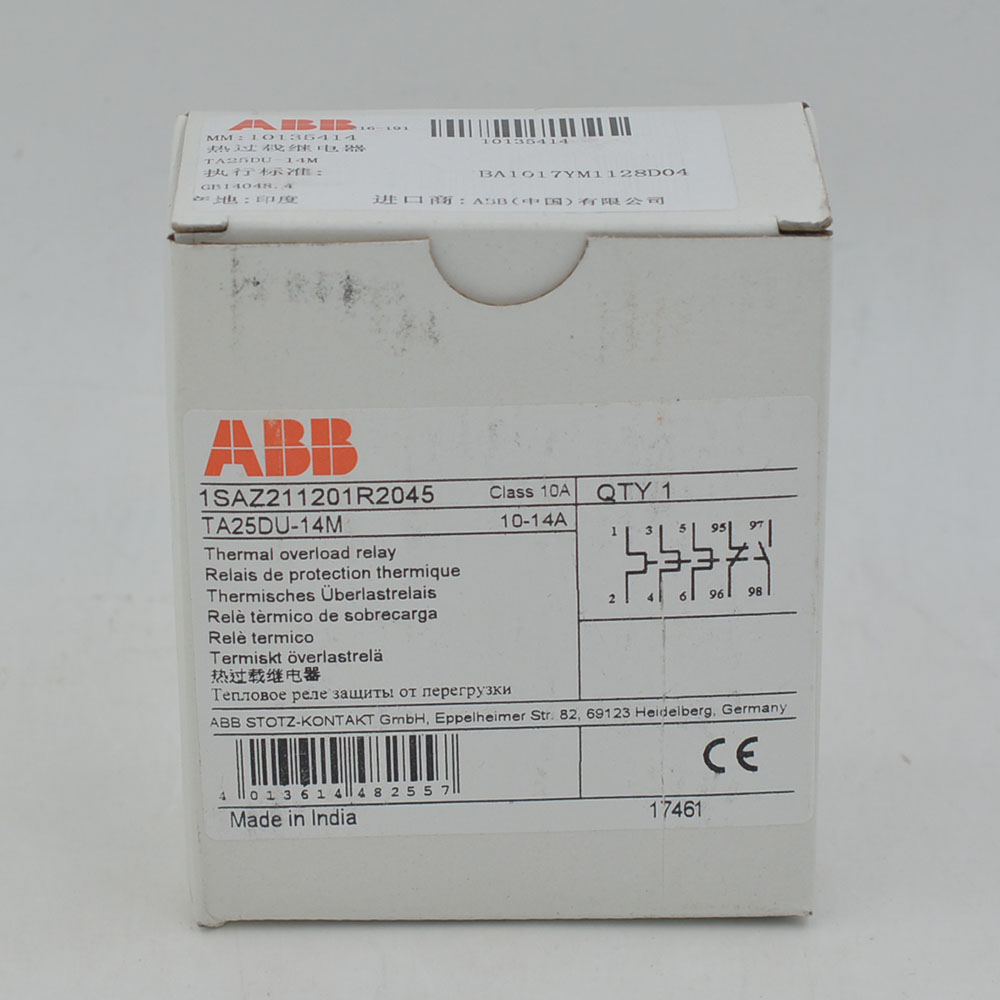 ABB 16-191
MM:10135414
10135414
热过载继电器
TA25DU-14M
执行标准: BA1017YM1128D04
GB14048.4
产地:印度 进口商:ABB(中国)有限公司
ABB
1SAZ211201R2045 Class 10A QTY 1
TA25DU-14M 10-14A
1 3 5 95 97
2 4 6 96 98
Thermal overload relay
Relais de protection thermique
Thermisches Überlastrelais
Relè tèrmico de sobrecarga
Relè termico
Termiskt överlastrelä
热过载继电器
Тепловое реле защиты от перегрузки
ABB STOTZ-KONTAKT GmbH, Eppelheimer Str. 82, 69123 Heidelberg, Germany
CE
4 013614 482557
Made in India 17461